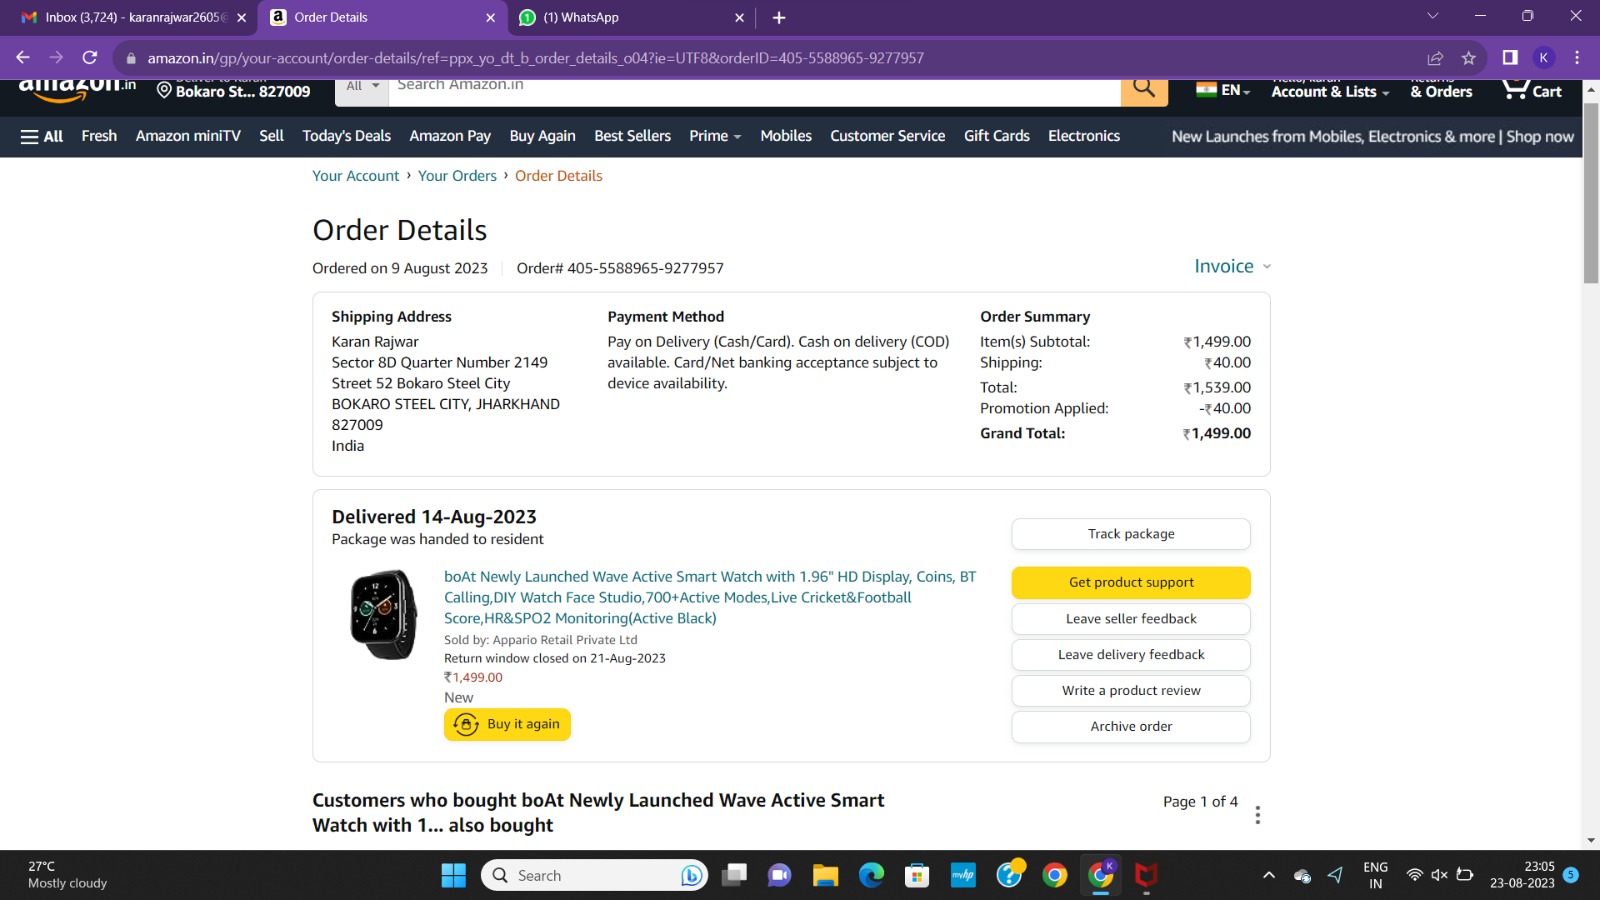 Inbox (3,724) - karanrajwar2605@
Order Details
(1) WhatsApp
amazon.in/gp/your-account/order-details/ref=ppx_yo_dt_b_order_details_o04?ie=UTF8&orderID=405-5588965-9277957
K
amazon.in
Deliver to Karan
Bokaro St... 827009
All
Search Amazon.in
EN
Hello, karan
Account & Lists
Returns
& Orders
Cart
All
Fresh
Amazon miniTV
Sell
Today's Deals
Amazon Pay
Buy Again
Best Sellers
Prime
Mobiles
Customer Service
Gift Cards
Electronics
New Launches from Mobiles, Electronics & more | Shop now
Your Account › Your Orders › Order Details
Order Details
Ordered on 9 August 2023
Order# 405-5588965-9277957
Invoice
Shipping Address
Karan Rajwar
Sector 8D Quarter Number 2149
Street 52 Bokaro Steel City
BOKARO STEEL CITY, JHARKHAND
827009
India
Payment Method
Pay on Delivery (Cash/Card). Cash on delivery (COD)
available. Card/Net banking acceptance subject to
device availability.
Order Summary
Item(s) Subtotal: ₹1,499.00
Shipping: ₹40.00
Total: ₹1,539.00
Promotion Applied: -₹40.00
Grand Total: ₹1,499.00
Delivered 14-Aug-2023
Package was handed to resident
boAt Newly Launched Wave Active Smart Watch with 1.96" HD Display, Coins, BT
Calling,DIY Watch Face Studio,700+Active Modes,Live Cricket&Football
Score,HR&SPO2 Monitoring(Active Black)
Sold by: Appario Retail Private Ltd
Return window closed on 21-Aug-2023
₹1,499.00
New
Buy it again
Track package
Get product support
Leave seller feedback
Leave delivery feedback
Write a product review
Archive order
Customers who bought boAt Newly Launched Wave Active Smart
Watch with 1... also bought
Page 1 of 4
27°C
Mostly cloudy
Search
myhp
K
ENG
IN
23:05
23-08-2023
5